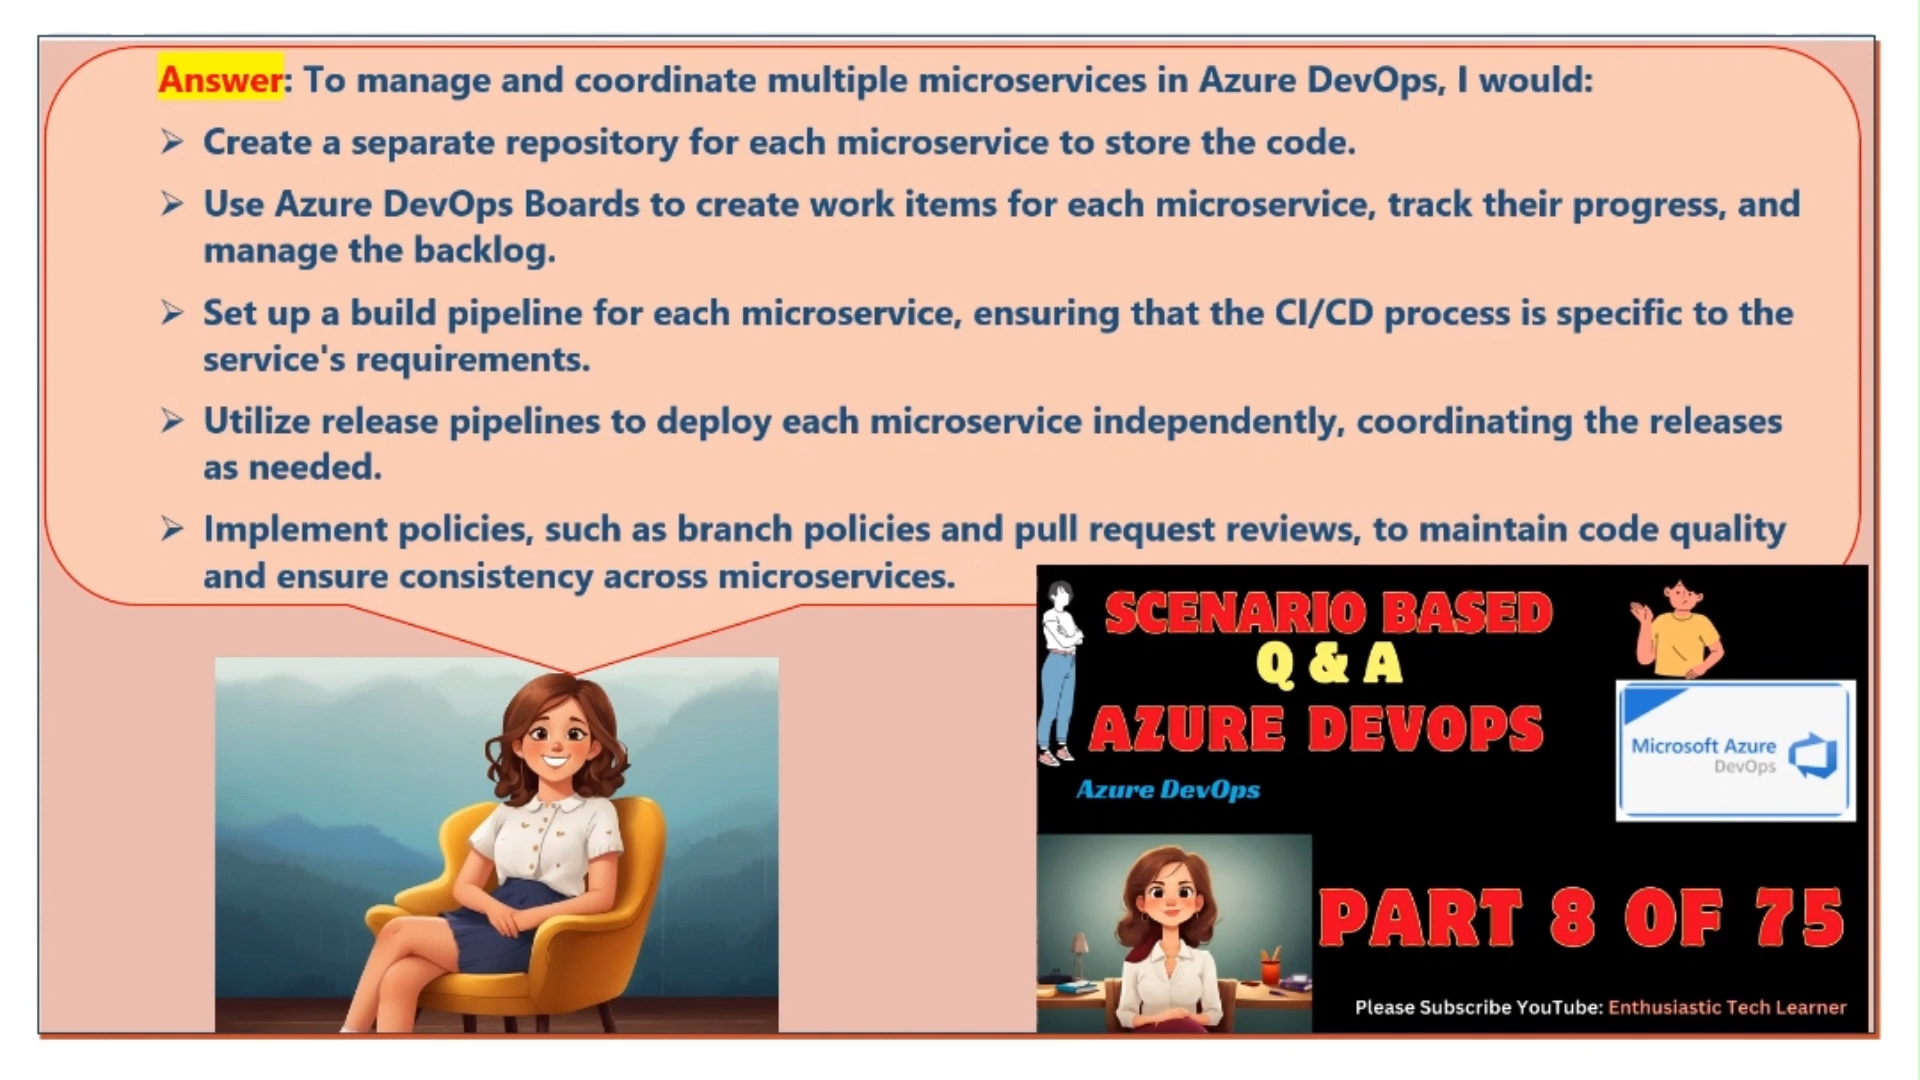 Answer: To manage and coordinate multiple microservices in Azure DevOps, I would:
➢ Create a separate repository for each microservice to store the code.
➢ Use Azure DevOps Boards to create work items for each microservice, track their progress, and
manage the backlog.
➢ Set up a build pipeline for each microservice, ensuring that the CI/CD process is specific to the
service's requirements.
➢ Utilize release pipelines to deploy each microservice independently, coordinating the releases
as needed.
➢ Implement policies, such as branch policies and pull request reviews, to maintain code quality
and ensure consistency across microservices.
SCENARIO BASED
Q & A
AZURE DEVOPS
Azure DevOps
Microsoft Azure
DevOps
PART 8 OF 75
Please Subscribe YouTube: Enthusiastic Tech Learner